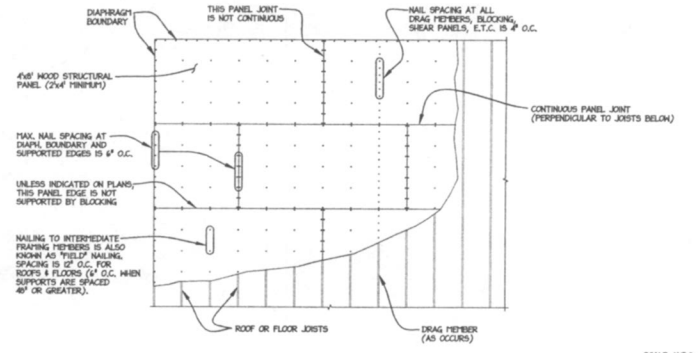 DIAPHRAGM
BOUNDARY
THIS PANEL JOINT
IS NOT CONTINUOUS
NAIL SPACING AT ALL
DRAG MEMBERS, BLOCKING,
SHEAR PANELS, E.T.C. IS 4" O.C.
4'x8' WOOD STRUCTURAL
PANEL (2'x4' MINIMUM)
CONTINUOUS PANEL JOINT
(PERPENDICULAR TO JOISTS BELOW)
MAX. NAIL SPACING AT
DIAPH. BOUNDARY AND
SUPPORTED EDGES IS 6" O.C.
UNLESS INDICATED ON PLANS,
THIS PANEL EDGE IS NOT
SUPPORTED BY BLOCKING
NAILING TO INTERMEDIATE
FRAMING MEMBERS IS ALSO
KNOWN AS "FIELD" NAILING.
SPACING IS 12" O.C. FOR
ROOFS & FLOORS (6" O.C. WHEN
SUPPORTS ARE SPACED
48" OR GREATER).
ROOF OR FLOOR JOISTS
DRAG MEMBER
(AS OCCURS)